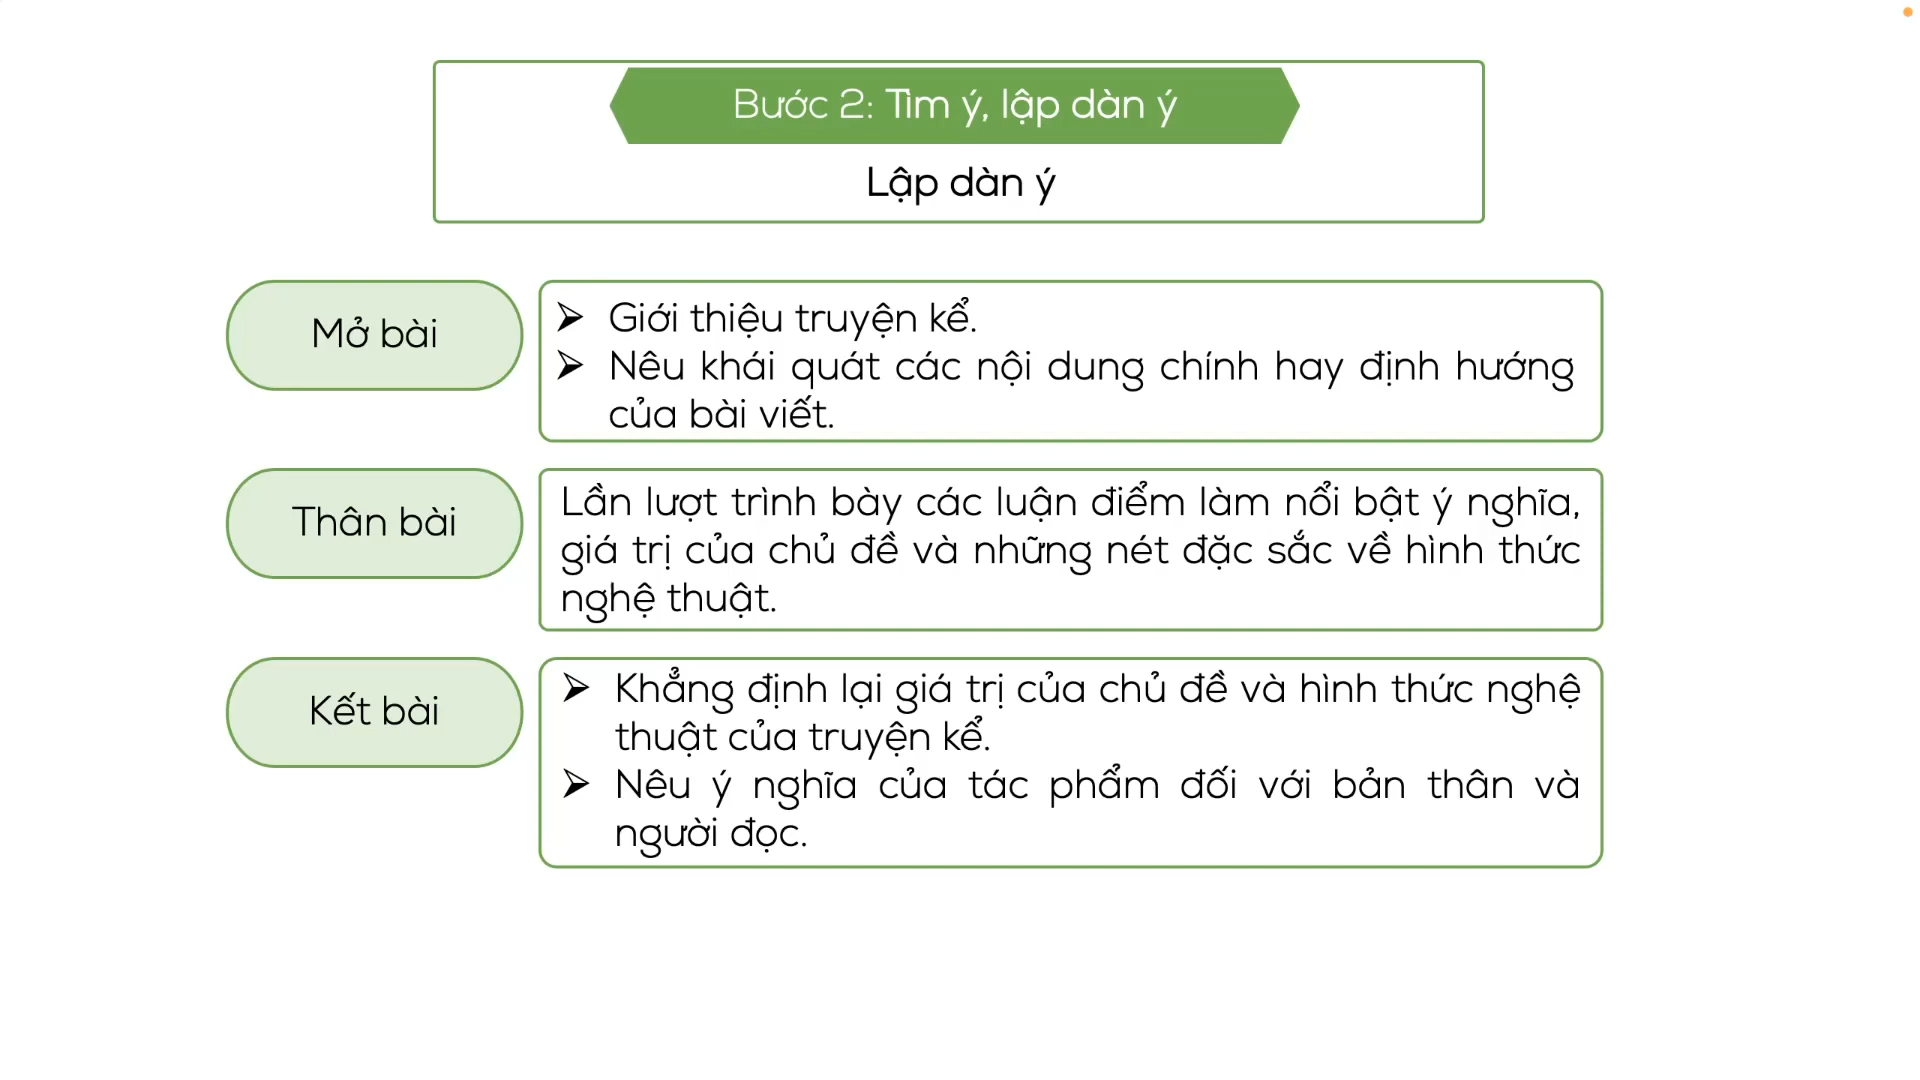 Bước 2: Tìm ý, lập dàn ý
Lập dàn ý
Mở bài
➢ Giới thiệu truyện kể.
➢ Nêu khái quát các nội dung chính hay định hướng
của bài viết.
Thân bài
Lần lượt trình bày các luận điểm làm nổi bật ý nghĩa,
giá trị của chủ đề và những nét đặc sắc về hình thức
nghệ thuật.
Kết bài
➢ Khẳng định lại giá trị của chủ đề và hình thức nghệ
thuật của truyện kể.
➢ Nêu ý nghĩa của tác phẩm đối với bản thân và
người đọc.